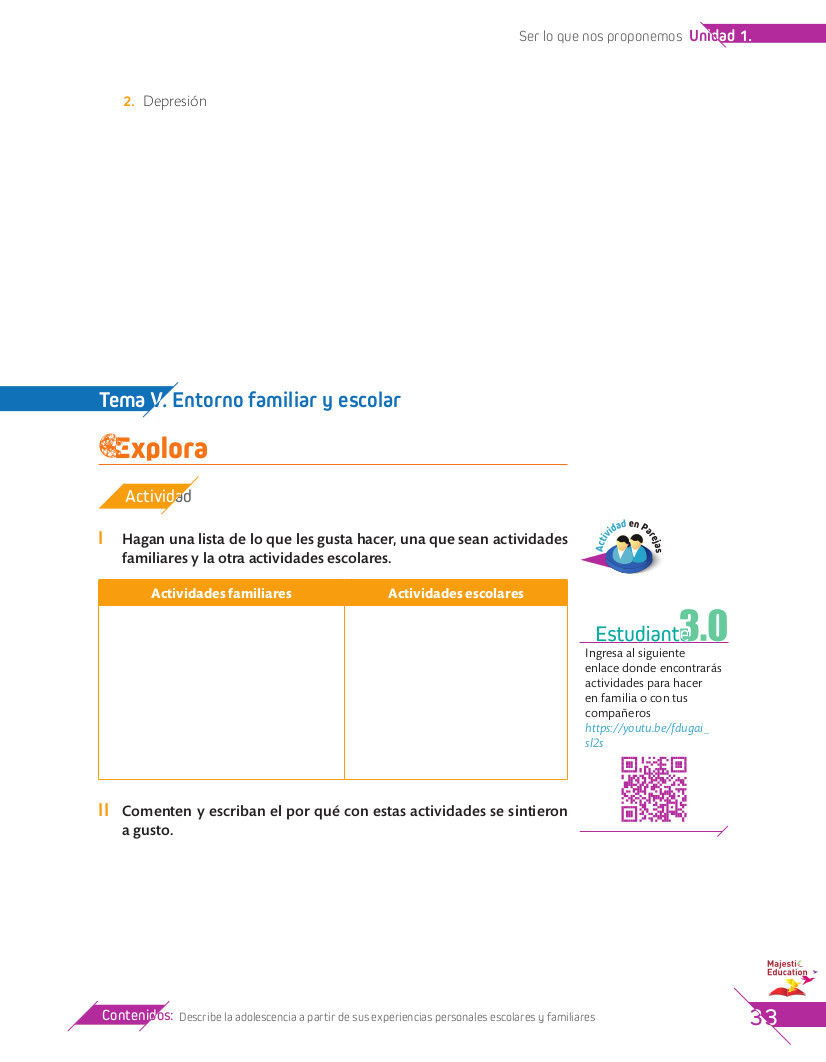 Ser lo que nos proponemos Unidad 1.
2. Depresión
Tema V. Entorno familiar y escolar
Explora
Actividad
I Hagan una lista de lo que les gusta hacer, una que sean actividades
familiares y la otra actividades escolares.
Actividad en Parejas
Actividades familiares Actividades escolares
Estudiante 3.0
Ingresa al siguiente
enlace donde encontrarás
actividades para hacer
en familia o con tus
compañeros
https://youtu.be/fdugai_
sl2s
II Comenten y escriban el por qué con estas actividades se sintieron
a gusto.
Majestic
Education
Contenidos: Describe la adolescencia a partir de sus experiencias personales escolares y familiares
33